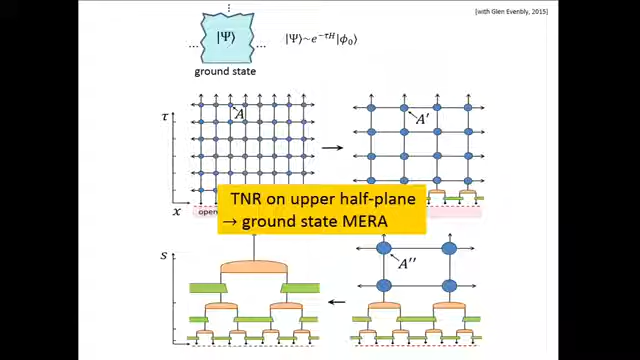 [with Glen Evenbly, 2015]
|Ψ⟩
|Ψ⟩~e^{-τH}|ϕ₀⟩
... ...
ground state
τ
A
A'
x
open
TNR on upper half-plane
→ ground state MERA
s
A''
x